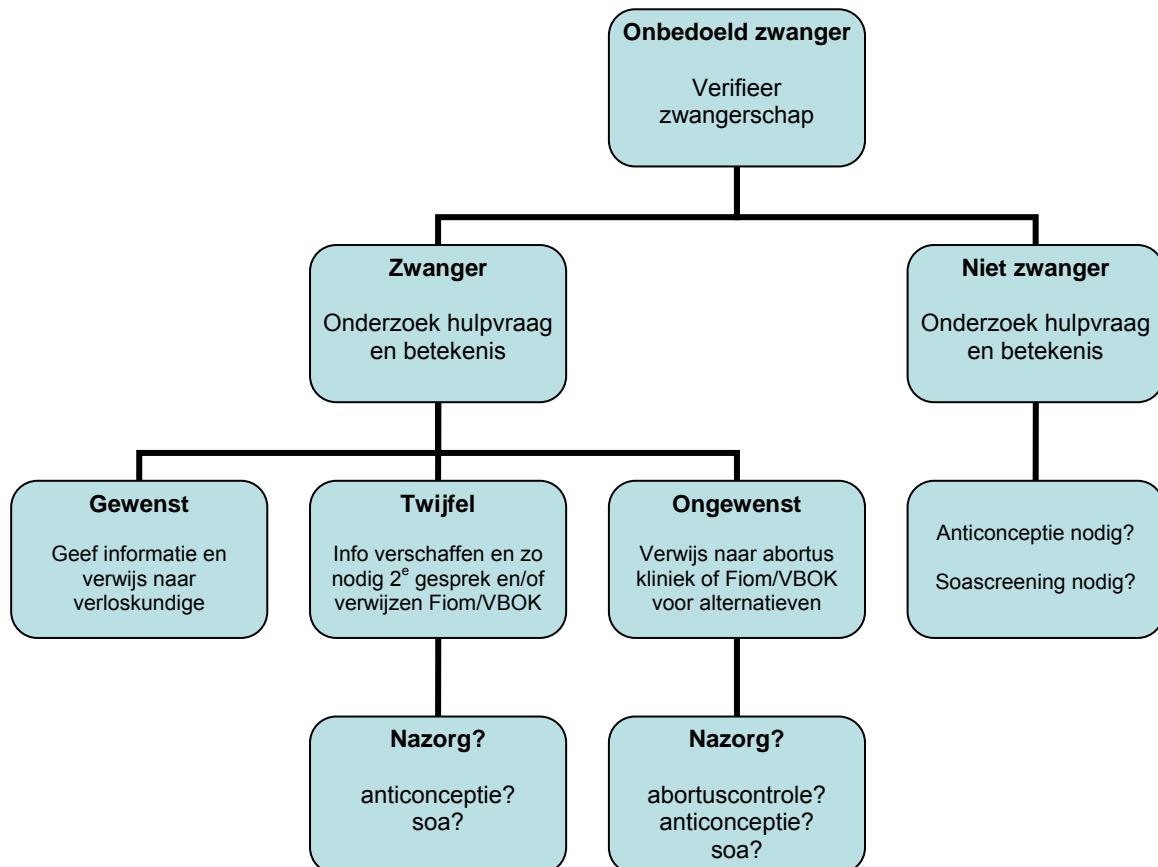 Onbedoeld zwanger
Verifieer
zwangerschap
Zwanger
Onderzoek hulpvraag
en betekenis
Niet zwanger
Onderzoek hulpvraag
en betekenis
Gewenst
Geef informatie en
verwijs naar
verloskundige
Twijfel
Info verschaffen en zo
nodig 2e gesprek en/of
verwijzen Fiom/VBOK
Ongewenst
Verwijs naar abortus
kliniek of Fiom/VBOK
voor alternatieven
Anticonceptie nodig?
Soascreening nodig?
Nazorg?
anticonceptie?
soa?
Nazorg?
abortuscontrole?
anticonceptie?
soa?